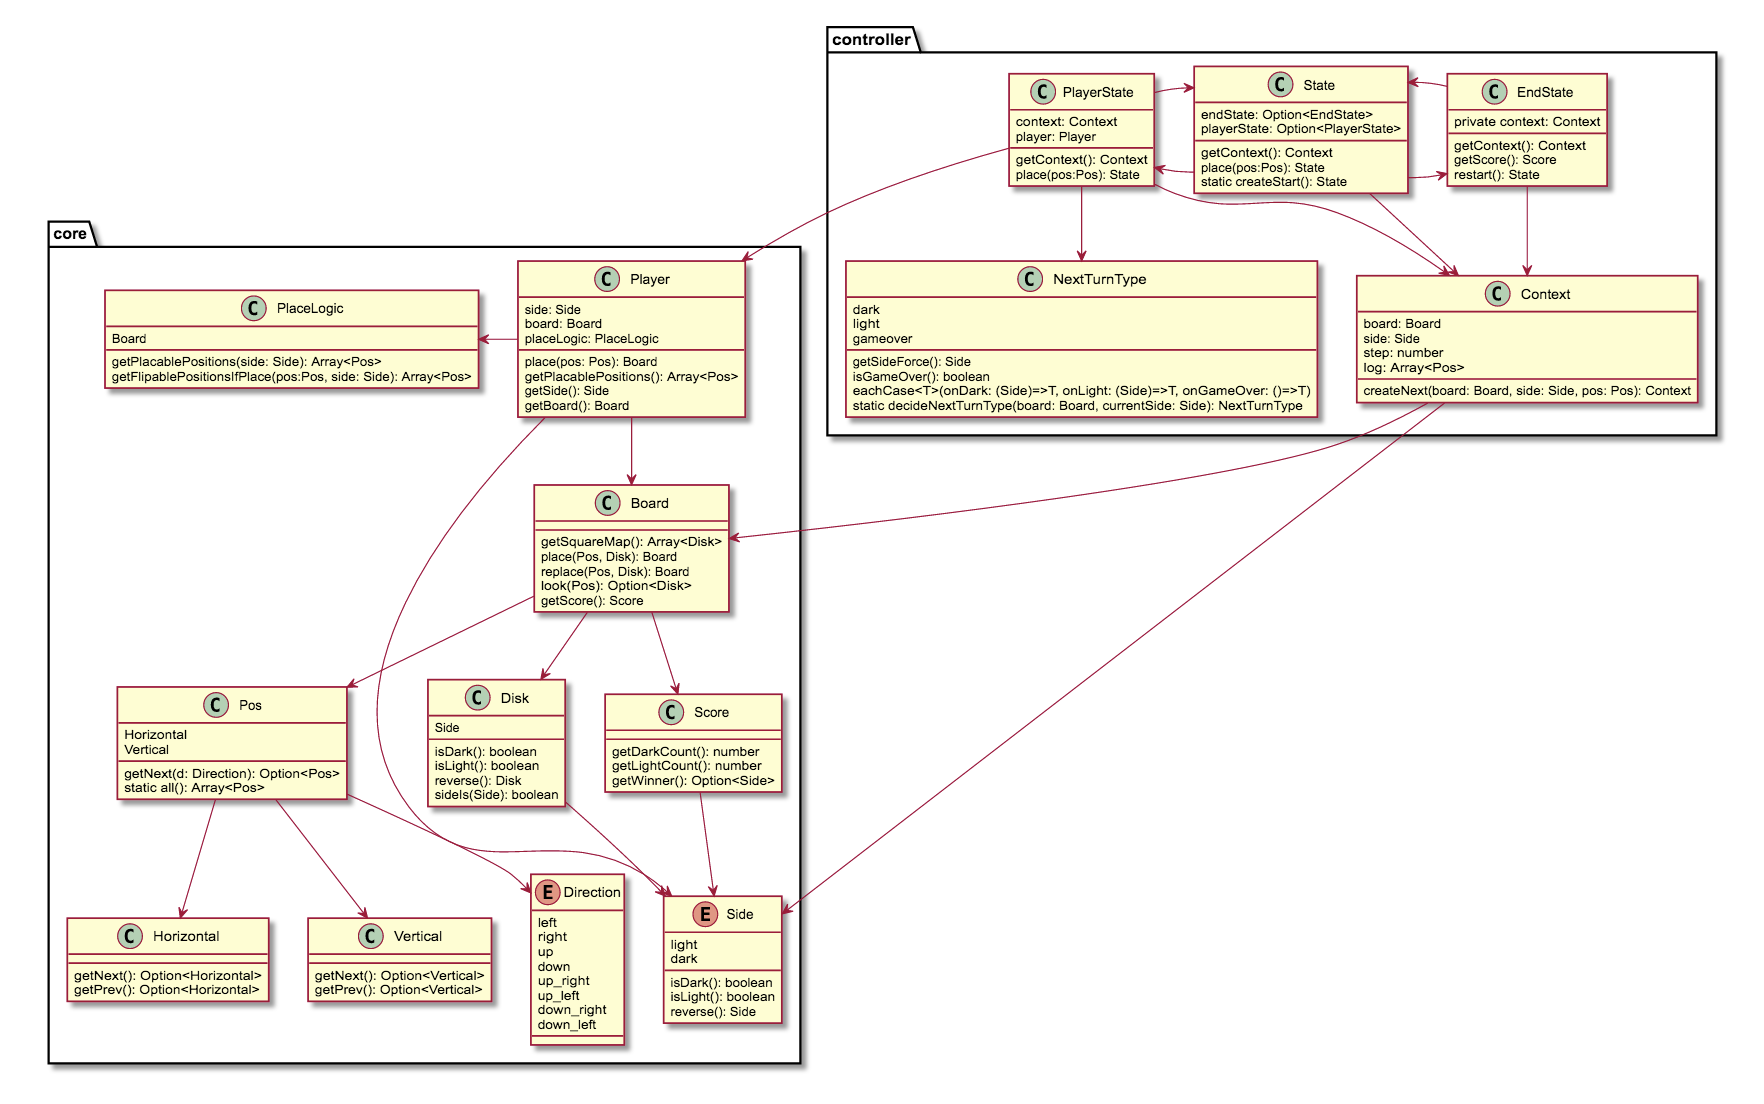 controller
C PlayerState
context: Context
player: Player
getContext(): Context
place(pos:Pos): State
C State
endState: Option<EndState>
playerState: Option<PlayerState>
getContext(): Context
place(pos:Pos): State
static createStart(): State
C EndState
private context: Context
getContext(): Context
getScore(): Score
restart(): State
C NextTurnType
dark
light
gameover
getSideForce(): Side
isGameOver(): boolean
eachCase<T>(onDark: (Side)=>T, onLight: (Side)=>T, onGameOver: ()=>T)
static decideNextTurnType(board: Board, currentSide: Side): NextTurnType
C Context
board: Board
side: Side
step: number
log: Array<Pos>
createNext(board: Board, side: Side, pos: Pos): Context
core
C PlaceLogic
Board
getPlacablePositions(side: Side): Array<Pos>
getFlipablePositionsIfPlace(pos:Pos, side: Side): Array<Pos>
C Player
side: Side
board: Board
placeLogic: PlaceLogic
place(pos: Pos): Board
getPlacablePositions(): Array<Pos>
getSide(): Side
getBoard(): Board
C Board
getSquareMap(): Array<Disk>
place(Pos, Disk): Board
replace(Pos, Disk): Board
look(Pos): Option<Disk>
getScore(): Score
C Pos
Horizontal
Vertical
getNext(d: Direction): Option<Pos>
static all(): Array<Pos>
C Disk
Side
isDark(): boolean
isLight(): boolean
reverse(): Disk
sideIs(Side): boolean
C Score
getDarkCount(): number
getLightCount(): number
getWinner(): Option<Side>
C Horizontal
getNext(): Option<Horizontal>
getPrev(): Option<Horizontal>
C Vertical
getNext(): Option<Vertical>
getPrev(): Option<Vertical>
E Direction
left
right
up
down
up_right
up_left
down_right
down_left
E Side
light
dark
isDark(): boolean
isLight(): boolean
reverse(): Side